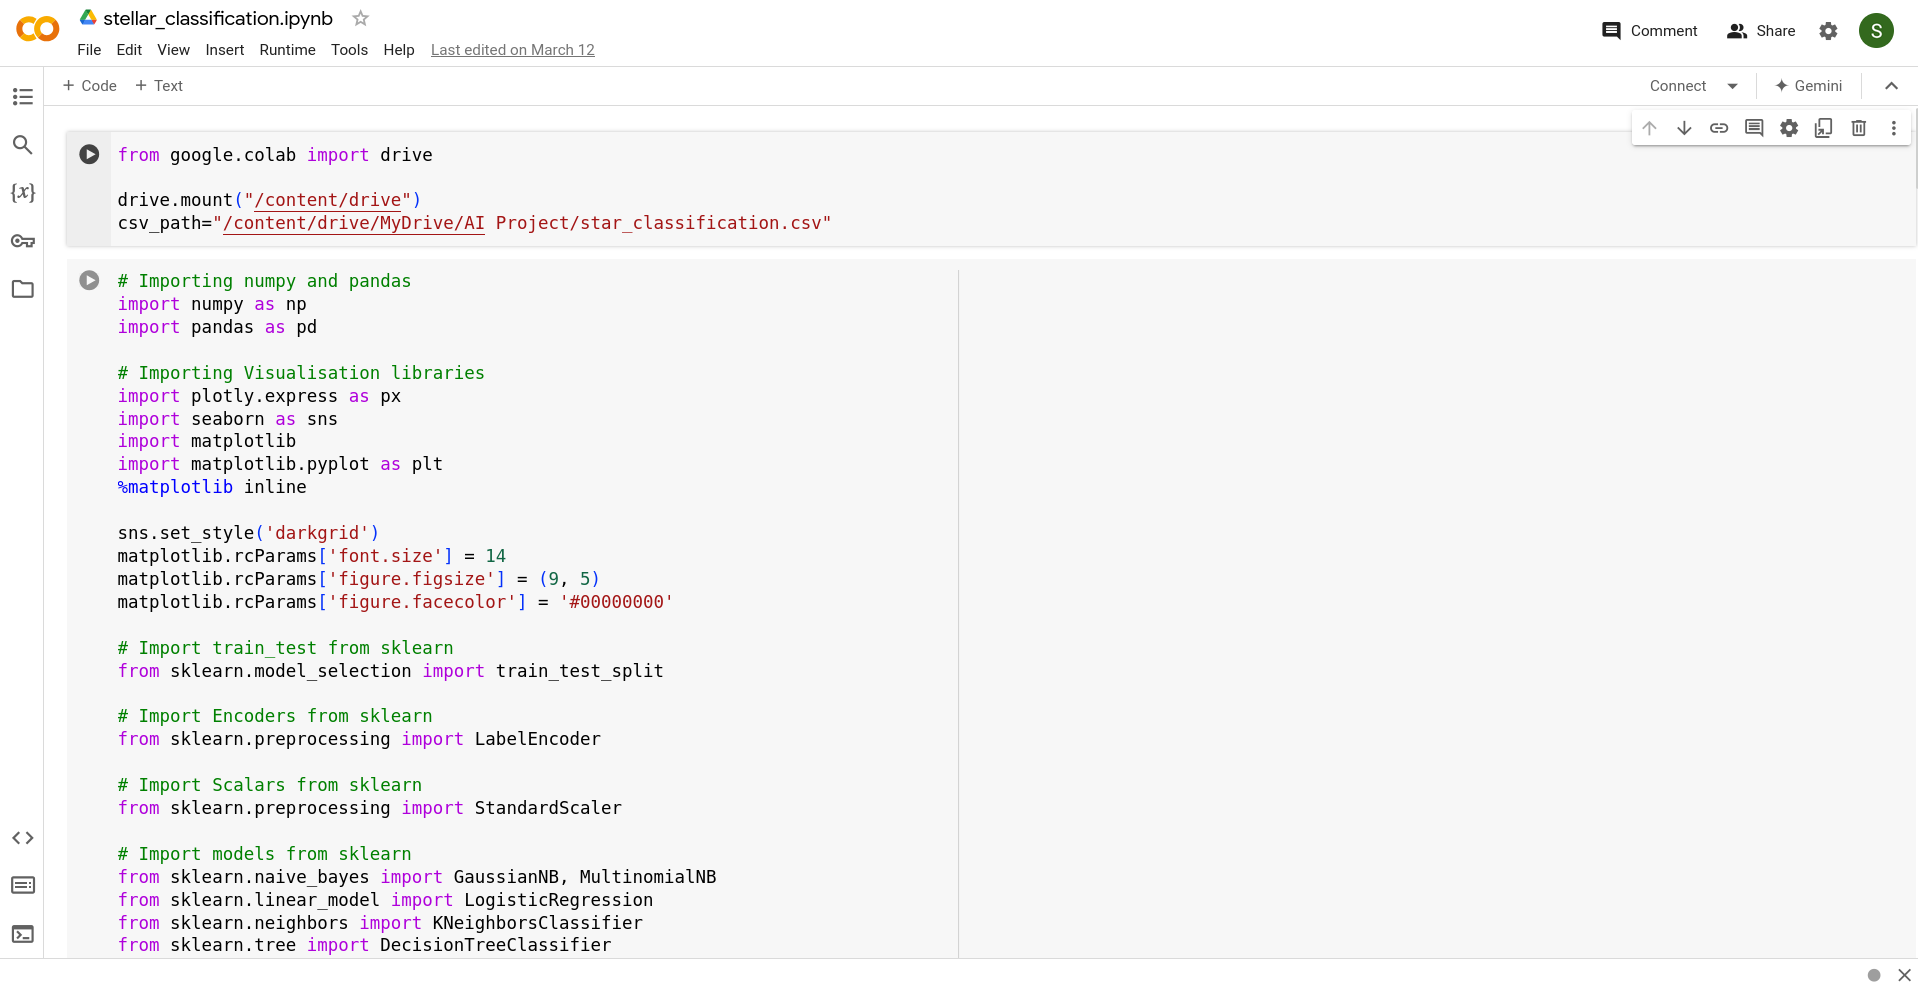 stellar_classification.ipynb
File Edit View Insert Runtime Tools Help Last edited on March 12
Comment Share S
+ Code + Text
Connect Gemini
{x}
from google.colab import drive
drive.mount("/content/drive")
csv_path="/content/drive/MyDrive/AI Project/star_classification.csv"
# Importing numpy and pandas
import numpy as np
import pandas as pd
# Importing Visualisation libraries
import plotly.express as px
import seaborn as sns
import matplotlib
import matplotlib.pyplot as plt
%matplotlib inline
sns.set_style('darkgrid')
matplotlib.rcParams['font.size'] = 14
matplotlib.rcParams['figure.figsize'] = (9, 5)
matplotlib.rcParams['figure.facecolor'] = '#00000000'
# Import train_test from sklearn
from sklearn.model_selection import train_test_split
# Import Encoders from sklearn
from sklearn.preprocessing import LabelEncoder
# Import Scalars from sklearn
from sklearn.preprocessing import StandardScaler
# Import models from sklearn
from sklearn.naive_bayes import GaussianNB, MultinomialNB
from sklearn.linear_model import LogisticRegression
from sklearn.neighbors import KNeighborsClassifier
from sklearn.tree import DecisionTreeClassifier